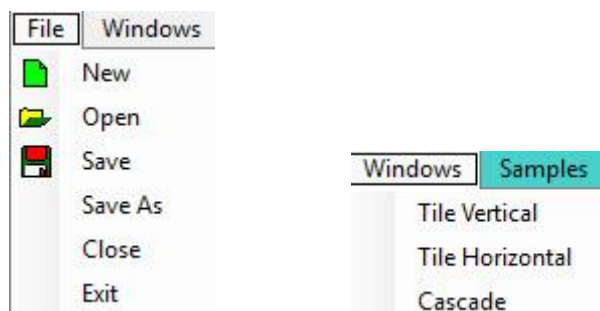 File Windows
New
Open
Save
Save As
Close
Exit
Windows Samples
Tile Vertical
Tile Horizontal
Cascade